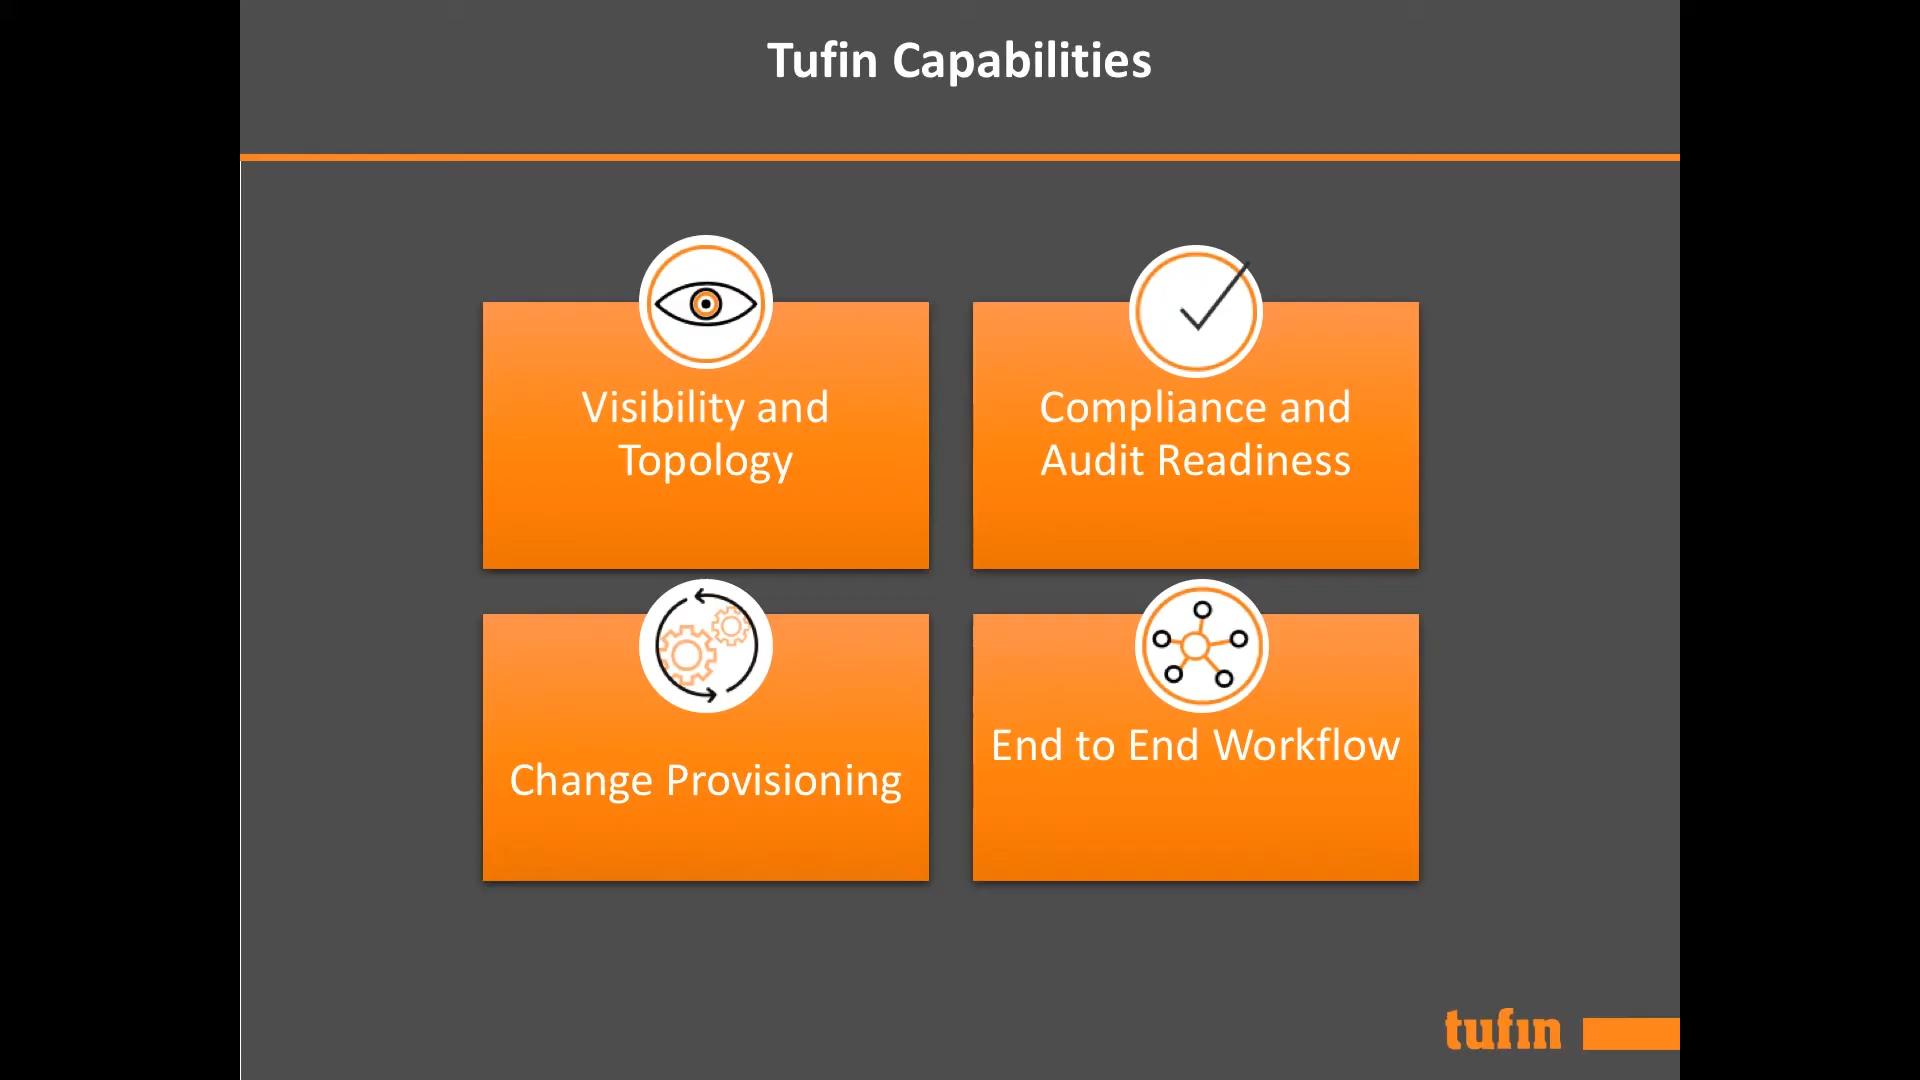 Tufin Capabilities
Visibility and
Topology
Compliance and
Audit Readiness
Change Provisioning
End to End Workflow
tufin